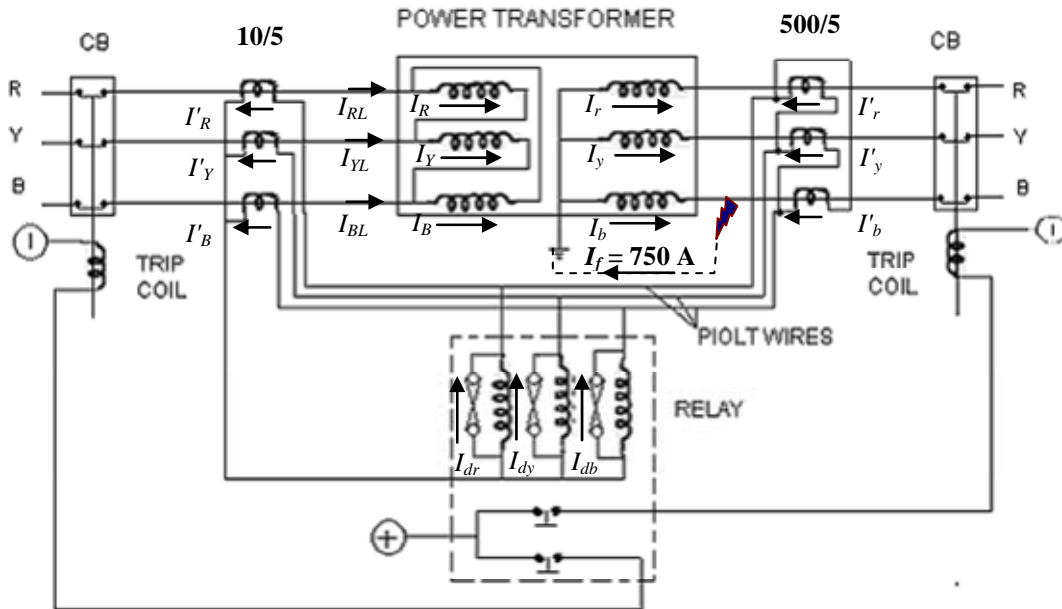 POWER TRANSFORMER
10/5
500/5
CB
CB
R
I'R
IRL
IR
Ir
I'r
R
Y
I'Y
IYL
IY
Iy
I'y
Y
B
I'B
IBL
IB
Ib
I'b
B
If = 750 A
TRIP
COIL
TRIP
COIL
PIOLT WIRES
RELAY
Idr
Idy
Idb
+